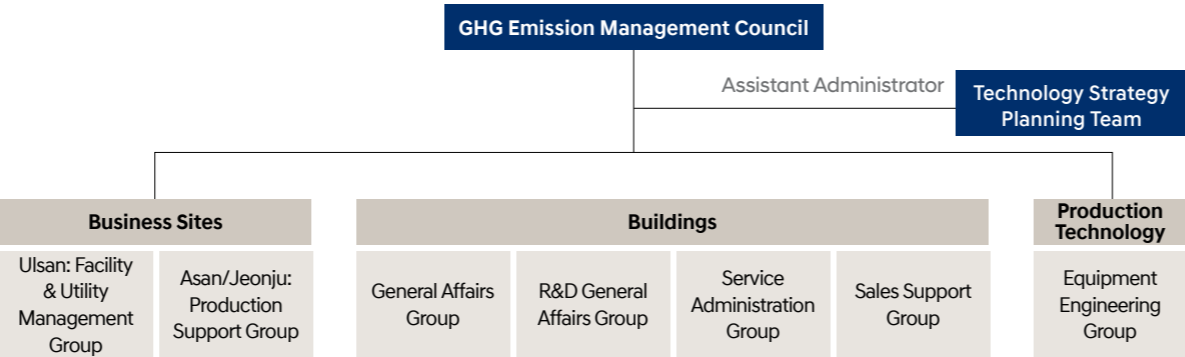 GHG Emission Management Council
Assistant Administrator
Technology Strategy
Planning Team
Business Sites
Buildings
Production
Technology
Ulsan: Facility
& Utility
Management
Group
Asan/Jeonju:
Production
Support Group
General Affairs
Group
R&D General
Affairs Group
Service
Administration
Group
Sales Support
Group
Equipment
Engineering
Group